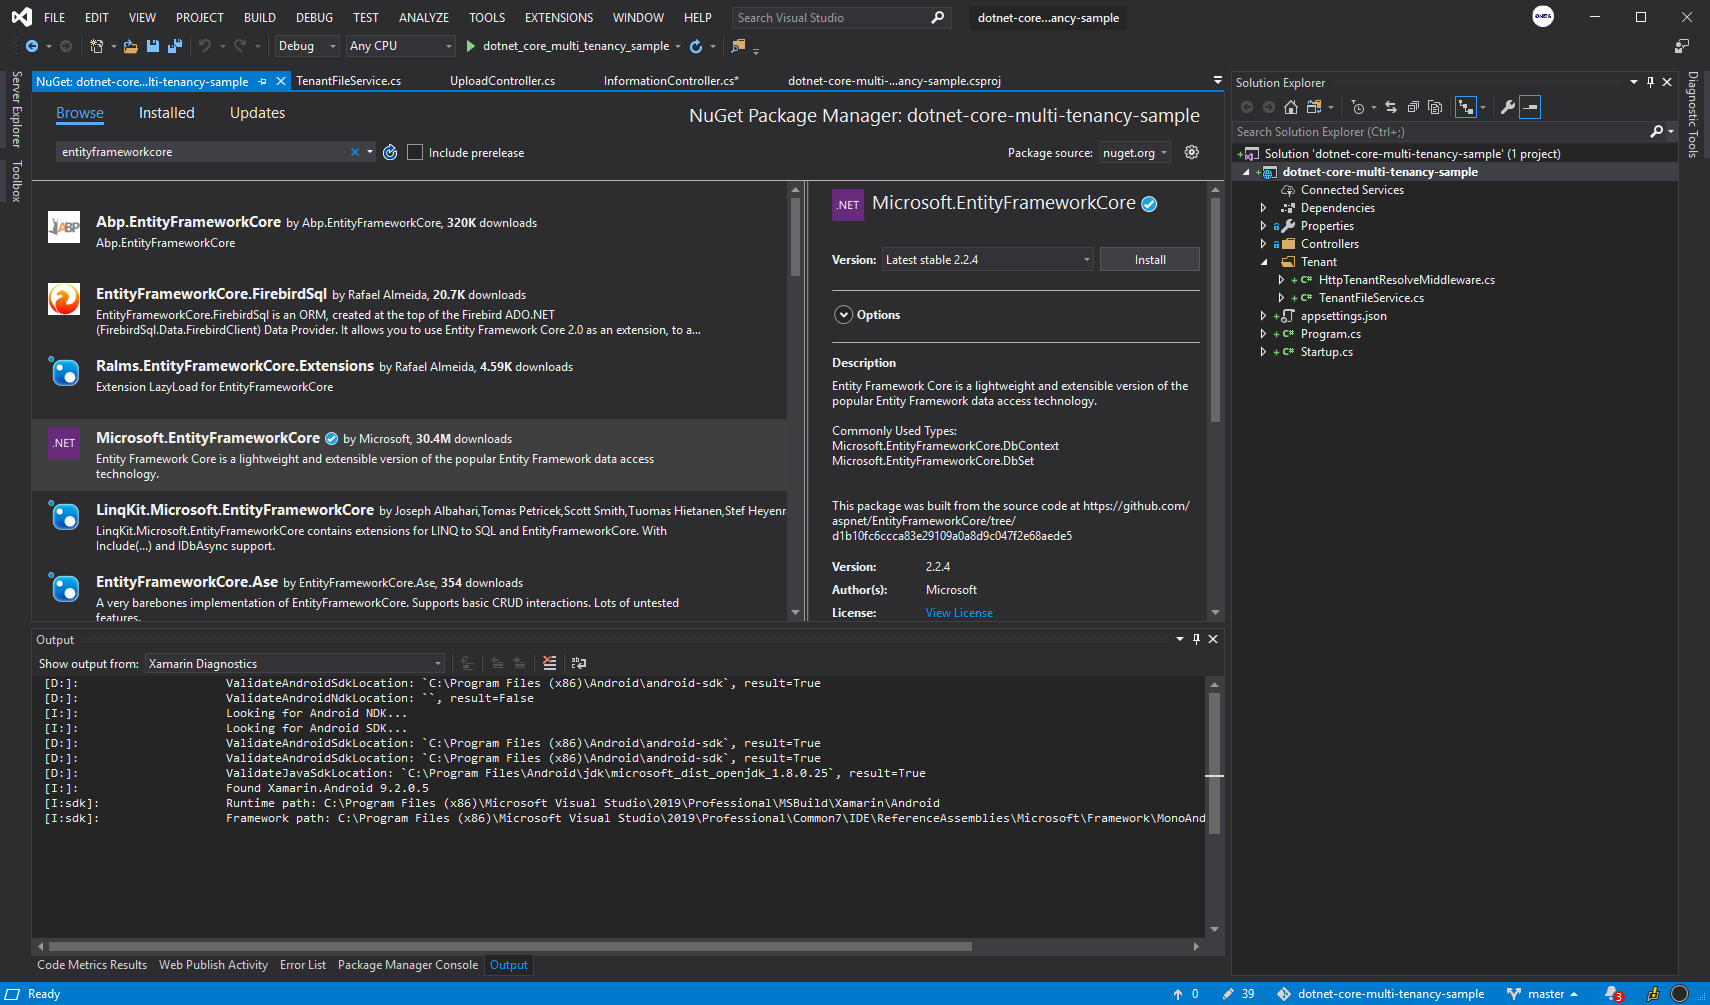 FILE EDIT VIEW PROJECT BUILD DEBUG TEST ANALYZE TOOLS EXTENSIONS WINDOW HELP Search Visual Studio dotnet-core...ancy-sample
Debug Any CPU dotnet_core_multi_tenancy_sample
Server Explorer
Toolbox
NuGet: dotnet-core...lti-tenancy-sample TenantFileService.cs UploadController.cs InformationController.cs* dotnet-core-multi-...ancy-sample.csproj
Browse Installed Updates NuGet Package Manager: dotnet-core-multi-tenancy-sample
entityframeworkcore Include prerelease Package source: nuget.org
ABP
Abp.EntityFrameworkCore by Abp.EntityFrameworkCore, 320K downloads
Abp.EntityFrameworkCore
EntityFrameworkCore.FirebirdSql by Rafael Almeida, 20.7K downloads
EntityFrameworkCore.FirebirdSql is an ORM, created at the top of the Firebird ADO.NET
(FirebirdSql.Data.FirebirdClient) Data Provider. It allows you to use Entity Framework Core 2.0 as an extension, to a...
Ralms.EntityFrameworkCore.Extensions by Rafael Almeida, 4.59K downloads
Extension LazyLoad for EntityFrameworkCore
.NET
Microsoft.EntityFrameworkCore by Microsoft, 30.4M downloads
Entity Framework Core is a lightweight and extensible version of the popular Entity Framework data access
technology.
LinqKit.Microsoft.EntityFrameworkCore by Joseph Albahari,Tomas Petricek,Scott Smith,Tuomas Hietanen,Stef Heyenr
LinqKit.Microsoft.EntityFrameworkCore contains extensions for LINQ to SQL and EntityFrameworkCore. With
Include(...) and IDbAsync support.
EntityFrameworkCore.Ase by EntityFrameworkCore.Ase, 354 downloads
A very barebones implementation of EntityFrameworkCore. Supports basic CRUD interactions. Lots of untested
features.
.NET Microsoft.EntityFrameworkCore
Version: Latest stable 2.2.4 Install
Options
Description
Entity Framework Core is a lightweight and extensible version of the
popular Entity Framework data access technology.
Commonly Used Types:
Microsoft.EntityFrameworkCore.DbContext
Microsoft.EntityFrameworkCore.DbSet
This package was built from the source code at https://github.com/
aspnet/EntityFrameworkCore/tree/
d1b10fc6ccca83e29109a0a8d9c047f2e68aede5
Version: 2.2.4
Author(s): Microsoft
License: View License
Output
Show output from: Xamarin Diagnostics
[D:]: ValidateAndroidSdkLocation: `C:\Program Files (x86)\Android\android-sdk`, result=True
[D:]: ValidateAndroidNdkLocation: ``, result=False
[I:]: Looking for Android NDK...
[I:]: Looking for Android SDK...
[D:]: ValidateAndroidSdkLocation: `C:\Program Files (x86)\Android\android-sdk`, result=True
[D:]: ValidateAndroidSdkLocation: `C:\Program Files (x86)\Android\android-sdk`, result=True
[D:]: ValidateJavaSdkLocation: `C:\Program Files\Android\jdk\microsoft_dist_openjdk_1.8.0.25`, result=True
[I:]: Found Xamarin.Android 9.2.0.5
[I:sdk]: Runtime path: C:\Program Files (x86)\Microsoft Visual Studio\2019\Professional\MSBuild\Xamarin\Android
[I:sdk]: Framework path: C:\Program Files (x86)\Microsoft Visual Studio\2019\Professional\Common7\IDE\ReferenceAssemblies\Microsoft\Framework\MonoAnd
Code Metrics Results Web Publish Activity Error List Package Manager Console Output
Solution Explorer
Search Solution Explorer (Ctrl+;)
Solution 'dotnet-core-multi-tenancy-sample' (1 project)
dotnet-core-multi-tenancy-sample
Connected Services
Dependencies
Properties
Controllers
Tenant
C# HttpTenantResolveMiddleware.cs
C# TenantFileService.cs
appsettings.json
C# Program.cs
C# Startup.cs
Diagnostic Tools
Ready 0 39 dotnet-core-multi-tenancy-sample master 3